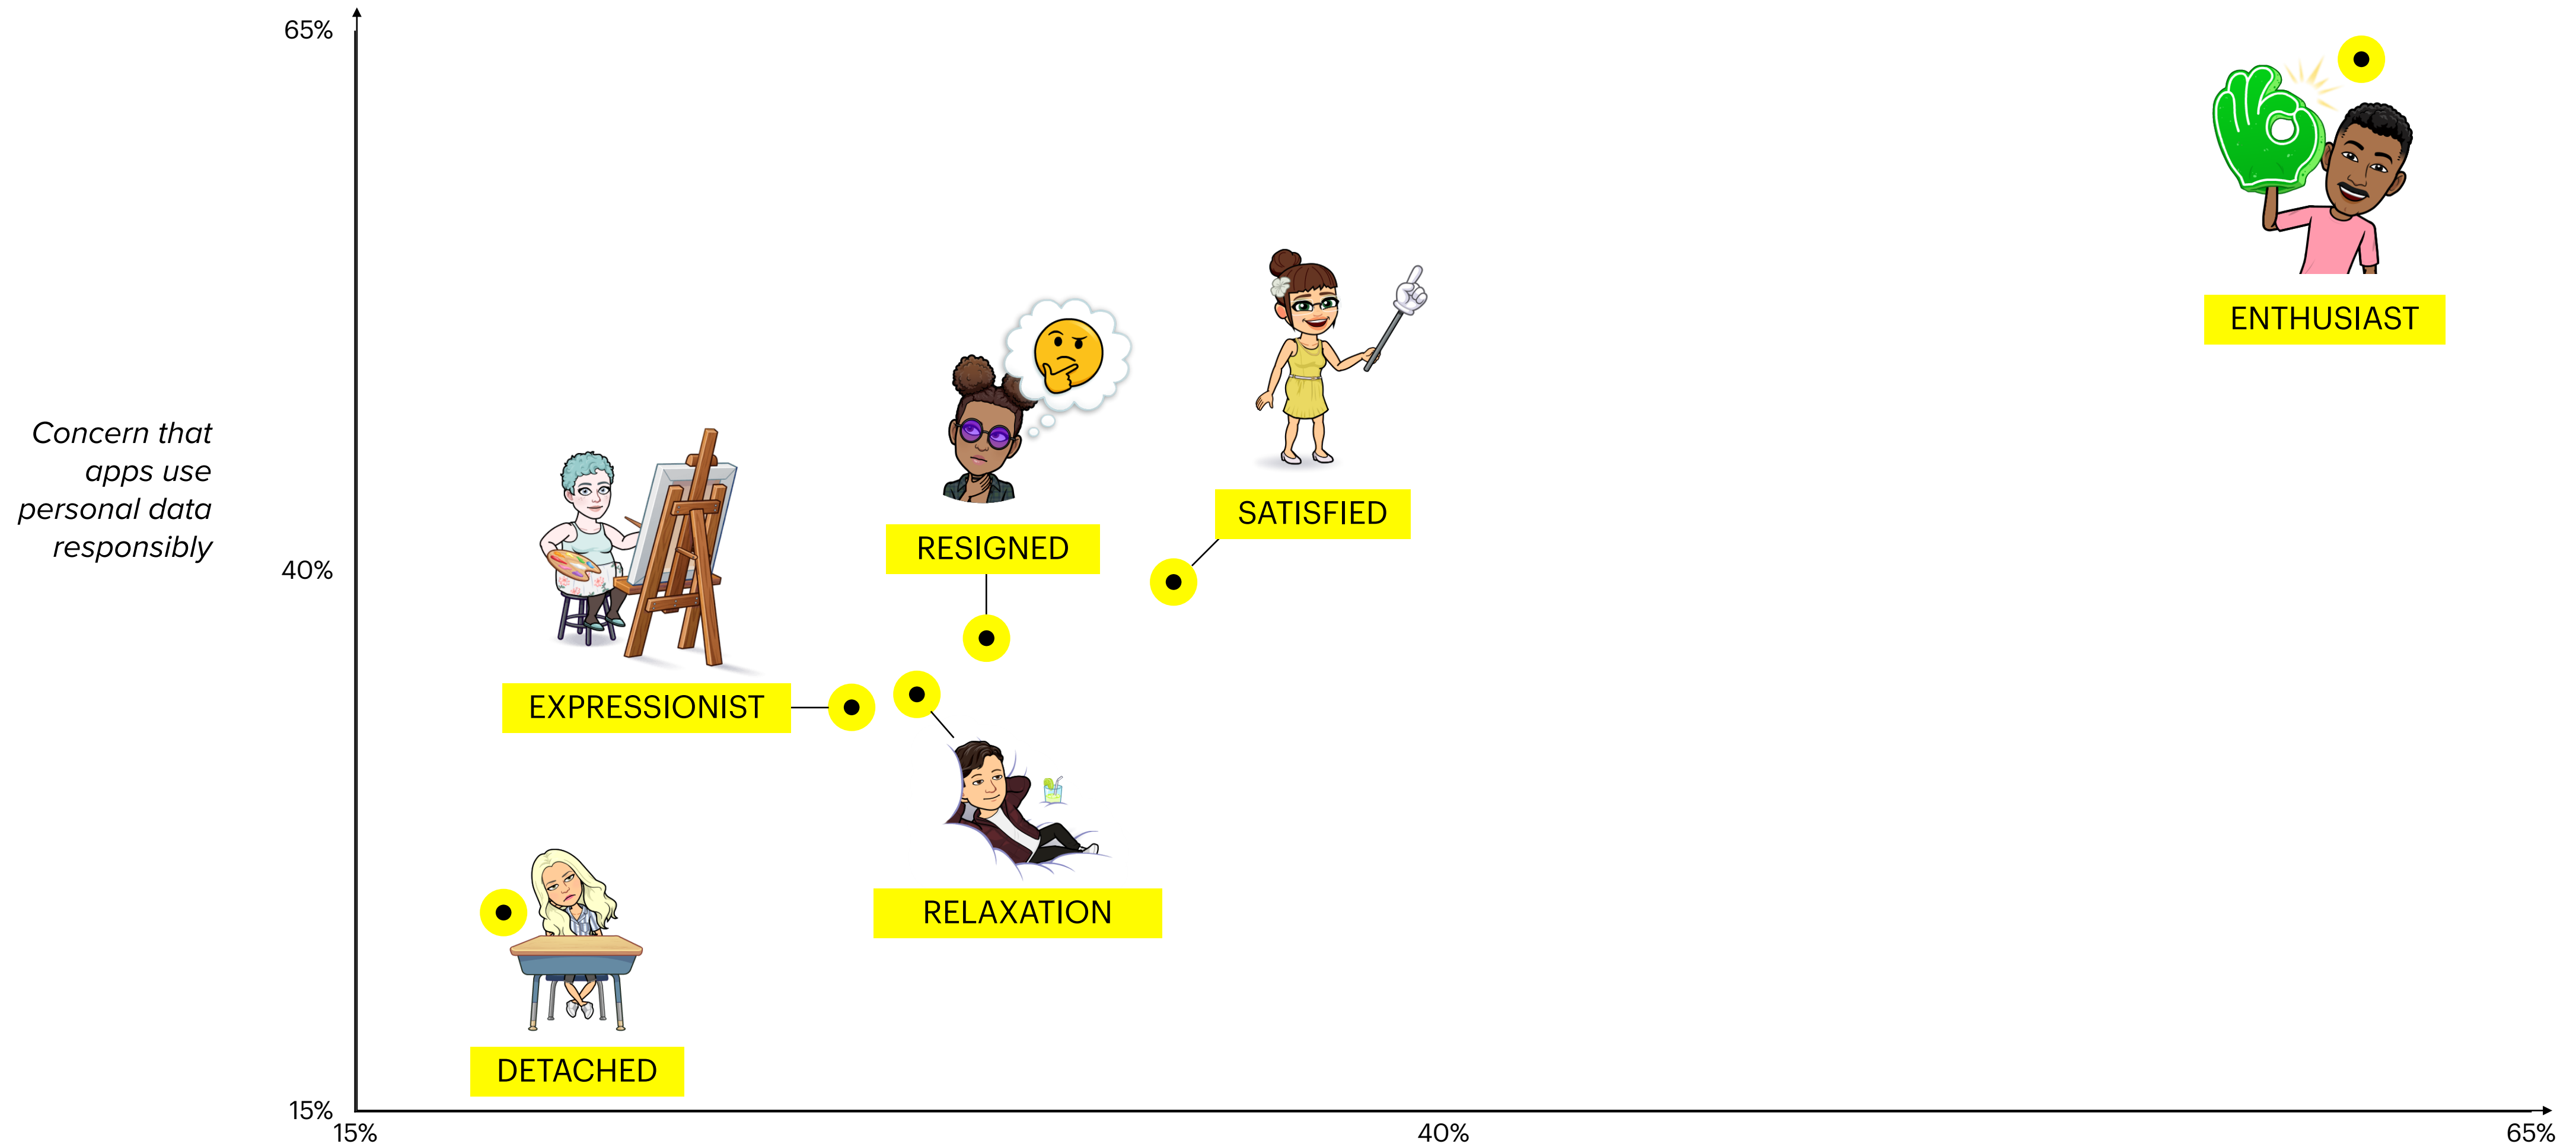 65%
ENTHUSIAST
Concern that
apps use
personal data
responsibly
SATISFIED
RESIGNED
40%
EXPRESSIONIST
RELAXATION
DETACHED
15%
15%
40%
65%